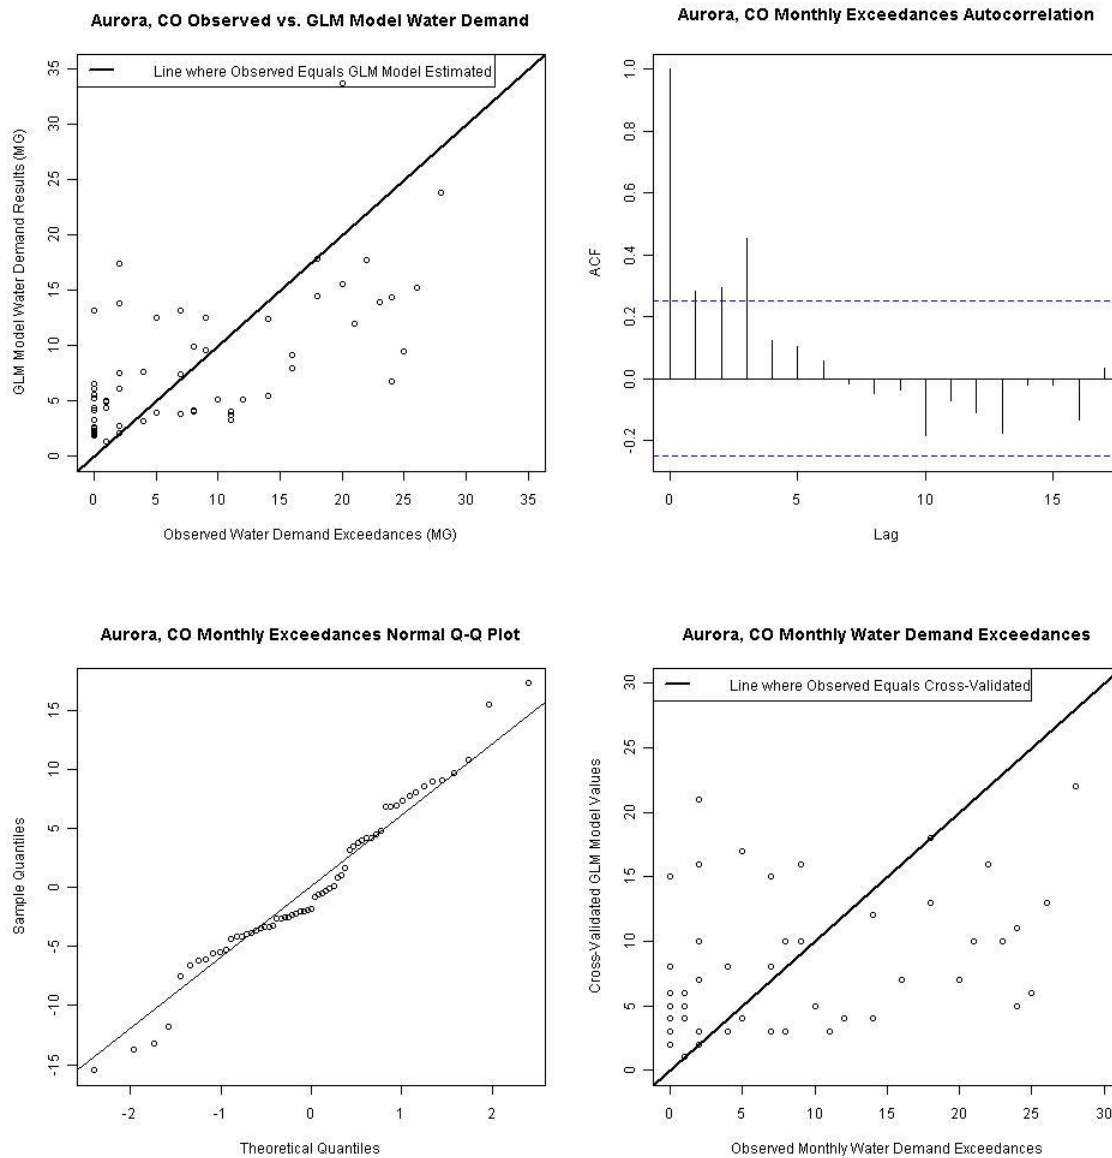 Aurora, CO Observed vs. GLM Model Water Demand
Line where Observed Equals GLM Model Estimated
GLM Model Water Demand Results (MG)
35
30
25
20
15
10
5
0
0 5 10 15 20 25 30 35
Observed Water Demand Exceedances (MG)
Aurora, CO Monthly Exceedances Autocorrelation
ACF
1.0
0.8
0.6
0.4
0.2
0.0
-0.2
0 5 10 15
Lag
Aurora, CO Monthly Exceedances Normal Q-Q Plot
Sample Quantiles
15
10
5
0
-5
-10
-15
-2 -1 0 1 2
Theoretical Quantiles
Aurora, CO Monthly Water Demand Exceedances
Line where Observed Equals Cross-Validated
Cross-Validated GLM Model Values
30
25
20
15
10
5
0
0 5 10 15 20 25 30
Observed Monthly Water Demand Exceedances